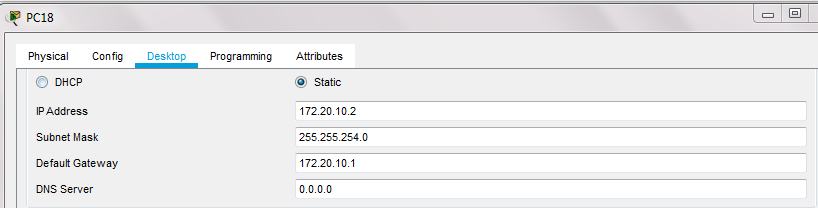 PC18
Physical Config Desktop Programming Attributes
DHCP Static
IP Address 172.20.10.2
Subnet Mask 255.255.254.0
Default Gateway 172.20.10.1
DNS Server 0.0.0.0